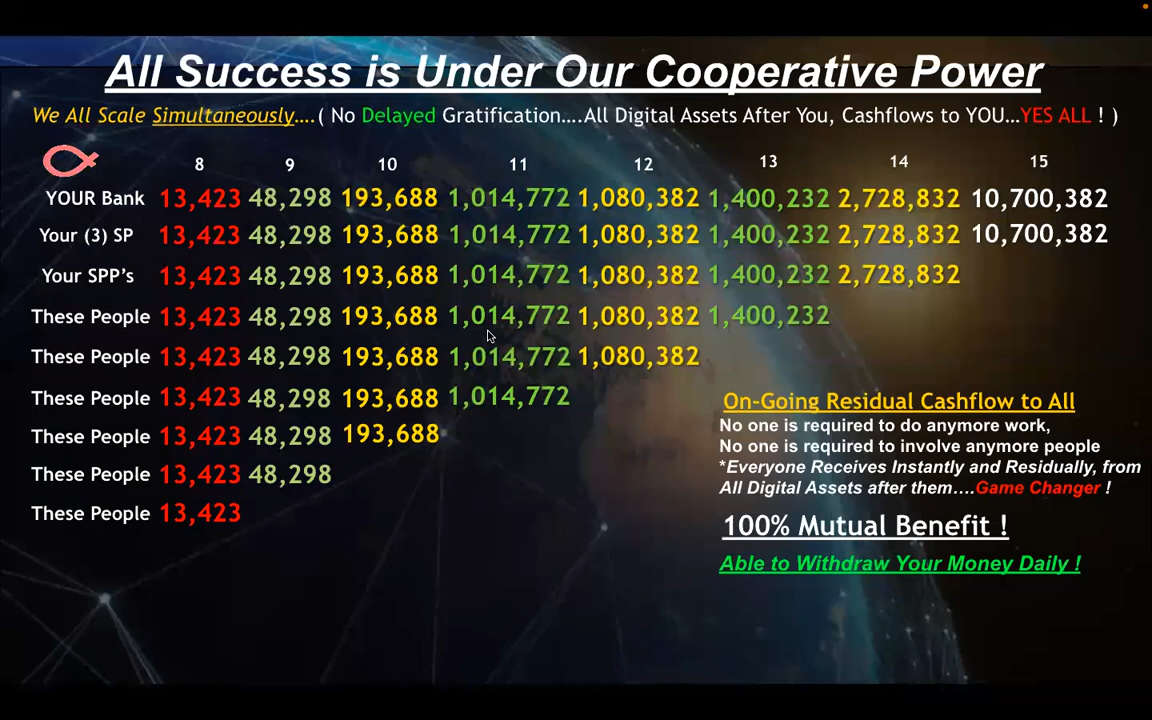 All Success is Under Our Cooperative Power
We All Scale Simultaneously….( No Delayed Gratification….All Digital Assets After You, Cashflows to YOU…YES ALL ! )
8 9 10 11 12 13 14 15
YOUR Bank 13,423 48,298 193,688 1,014,772 1,080,382 1,400,232 2,728,832 10,700,382
Your (3) SP 13,423 48,298 193,688 1,014,772 1,080,382 1,400,232 2,728,832 10,700,382
Your SPP's 13,423 48,298 193,688 1,014,772 1,080,382 1,400,232 2,728,832
These People 13,423 48,298 193,688 1,014,772 1,080,382 1,400,232
These People 13,423 48,298 193,688 1,014,772 1,080,382
These People 13,423 48,298 193,688 1,014,772
These People 13,423 48,298 193,688
These People 13,423 48,298
These People 13,423
On-Going Residual Cashflow to All
No one is required to do anymore work,
No one is required to involve anymore people
*Everyone Receives Instantly and Residually, from
All Digital Assets after them….Game Changer !
100% Mutual Benefit !
Able to Withdraw Your Money Daily !